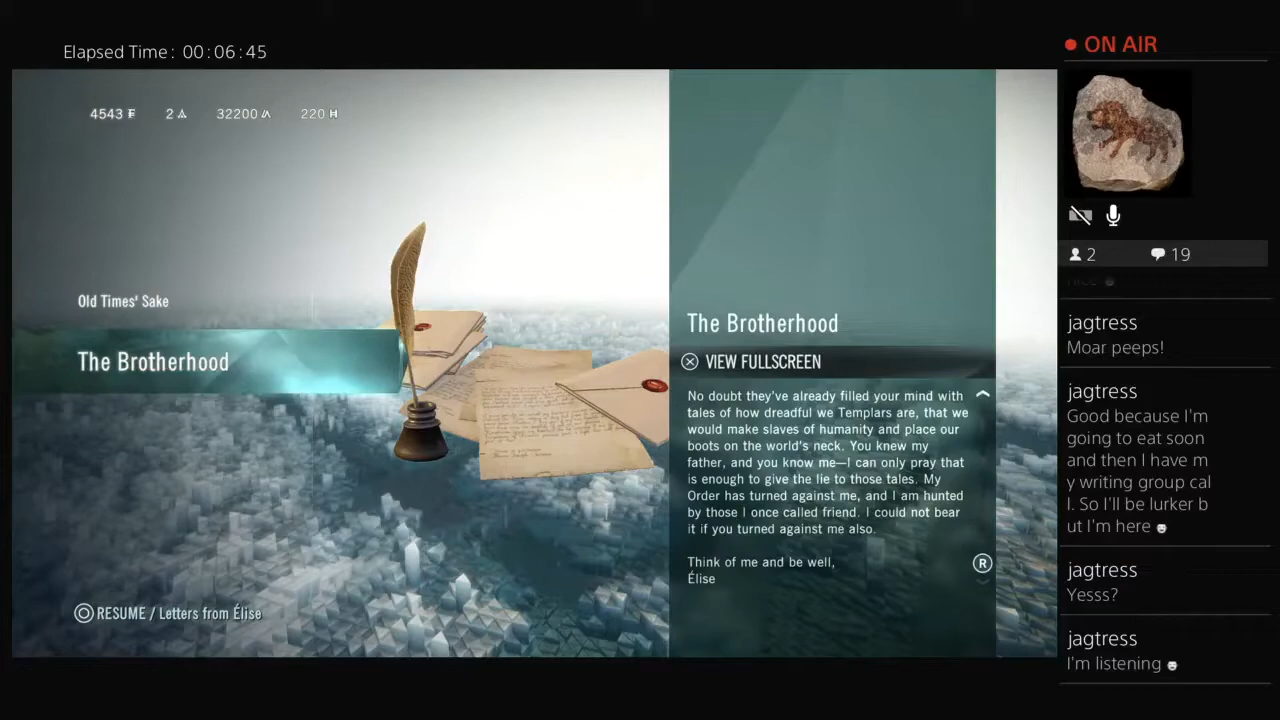 Elapsed Time: 00:06:45
ON AIR
4543
2
32200
220 H
2
19
jagtress
Moar peeps!
jagtress
Good because I'm
going to eat soon
and then I have m
y writing group cal
l. So I'll be lurker b
ut I'm here
jagtress
Yesss?
jagtress
I'm listening
Old Times' Sake
The Brotherhood
RESUME / Letters from Élise
The Brotherhood
VIEW FULLSCREEN
No doubt they've already filled your mind with
tales of how dreadful we Templars are, that we
would make slaves of humanity and place our
boots on the world's neck. You knew my
father, and you know me—I can only pray that
is enough to give the lie to those tales. My
Order has turned against me, and I am hunted
by those I once called friend. I could not bear
it if you turned against me also.
Think of me and be well,
Élise
R